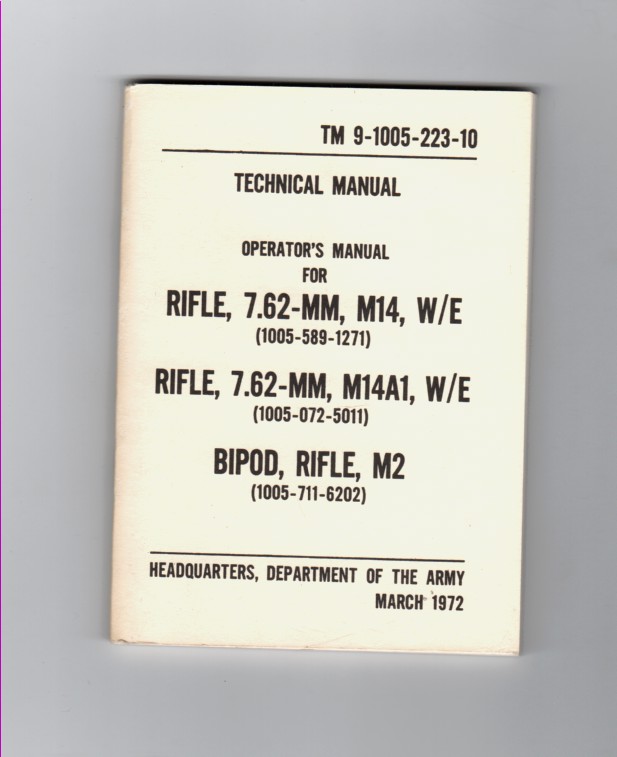 TM 9-1005-223-10
TECHNICAL MANUAL
OPERATOR'S MANUAL
FOR
RIFLE, 7.62-MM, M14, W/E
(1005-589-1271)
RIFLE, 7.62-MM, M14A1, W/E
(1005-072-5011)
BIPOD, RIFLE, M2
(1005-711-6202)
HEADQUARTERS, DEPARTMENT OF THE ARMY
MARCH 1972